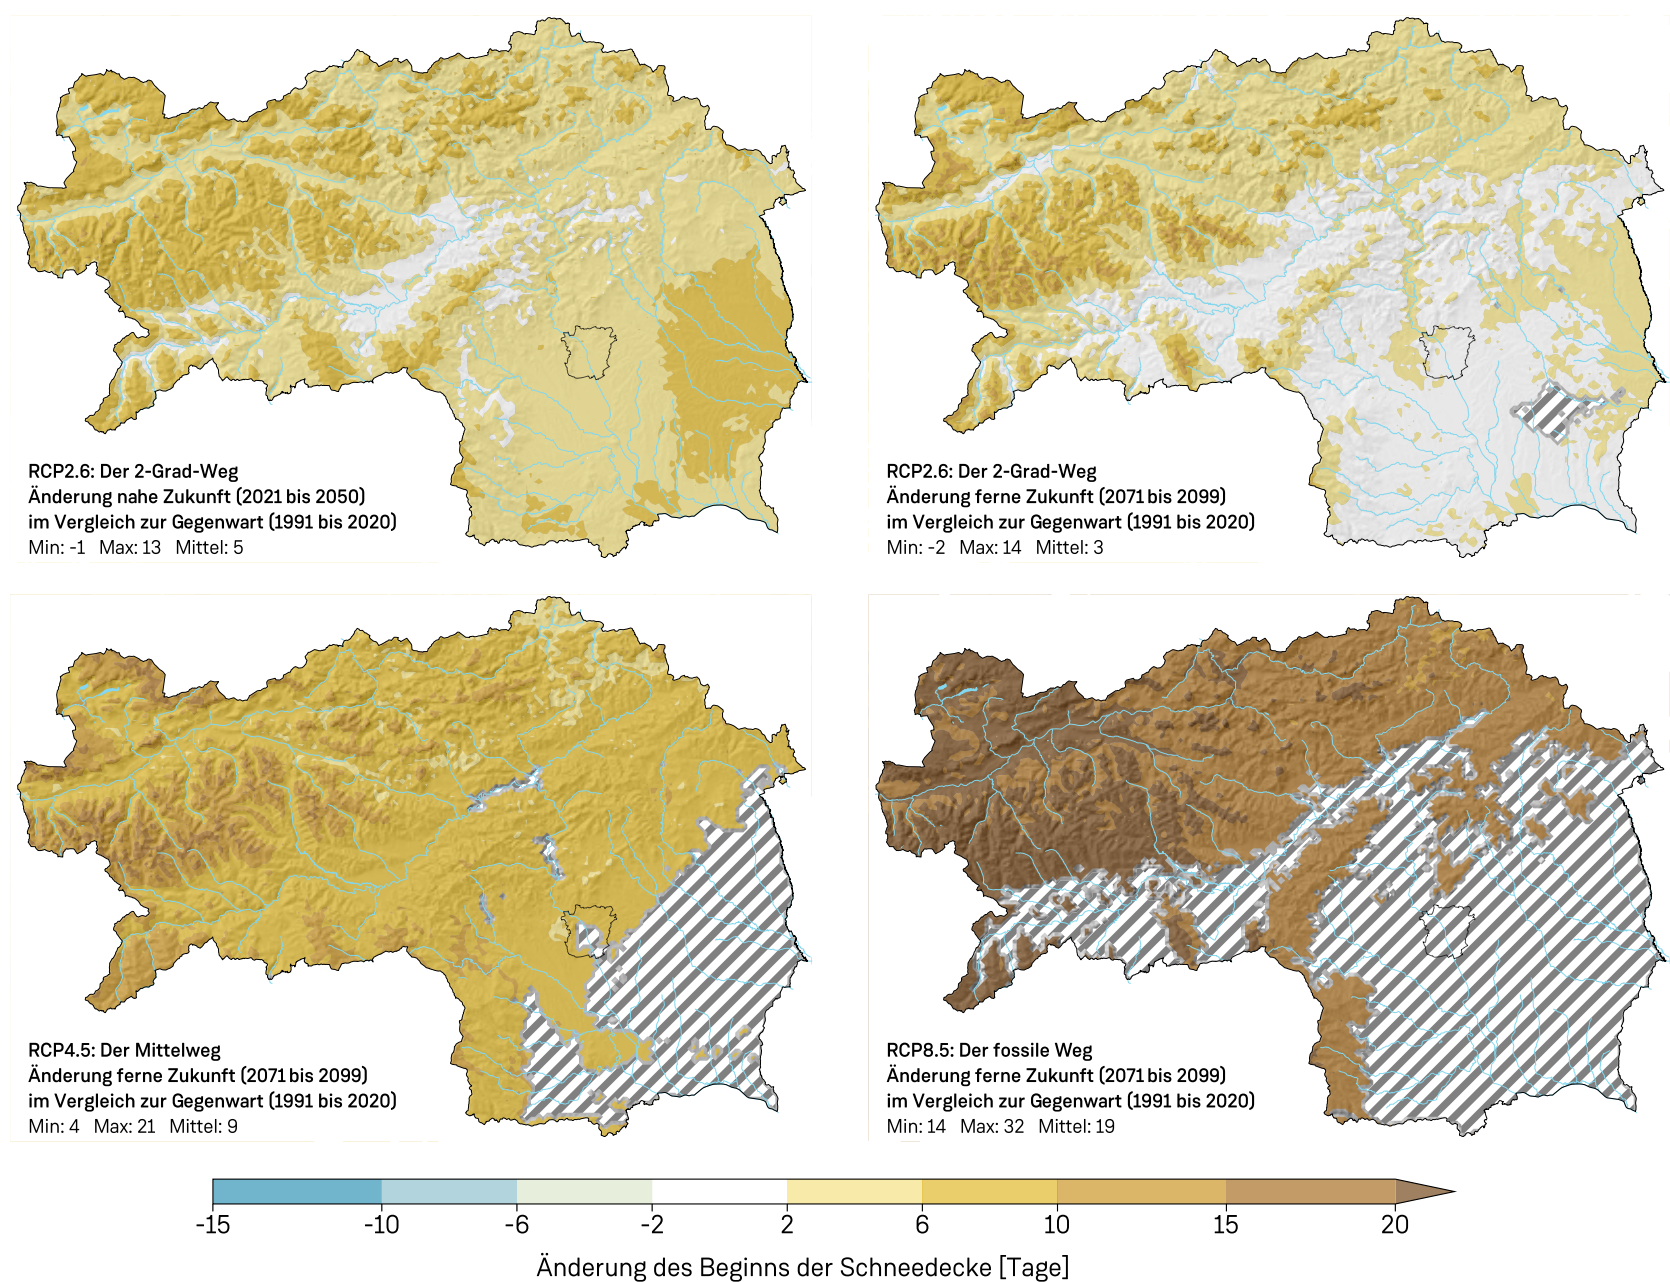 RCP2.6: Der 2-Grad-Weg
Änderung nahe Zukunft (2021 bis 2050)
im Vergleich zur Gegenwart (1991 bis 2020)
Min: -1 Max: 13 Mittel: 5
RCP2.6: Der 2-Grad-Weg
Änderung ferne Zukunft (2071 bis 2099)
im Vergleich zur Gegenwart (1991 bis 2020)
Min: -2 Max: 14 Mittel: 3
RCP4.5: Der Mittelweg
Änderung ferne Zukunft (2071 bis 2099)
im Vergleich zur Gegenwart (1991 bis 2020)
Min: 4 Max: 21 Mittel: 9
RCP8.5: Der fossile Weg
Änderung ferne Zukunft (2071 bis 2099)
im Vergleich zur Gegenwart (1991 bis 2020)
Min: 14 Max: 32 Mittel: 19
-15 -10 -6 -2 2 6 10 15 20
Änderung des Beginns der Schneedecke [Tage]